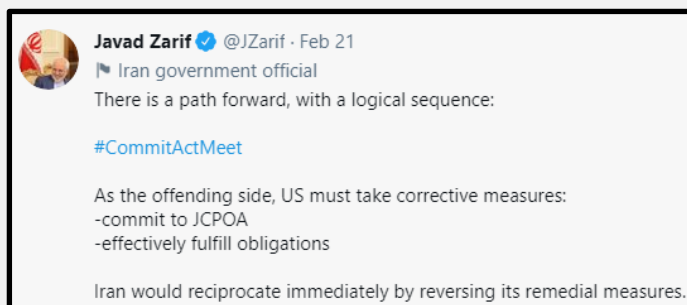 Javad Zarif @JZarif · Feb 21
Iran government official
There is a path forward, with a logical sequence:
#CommitActMeet
As the offending side, US must take corrective measures:
-commit to JCPOA
-effectively fulfill obligations
Iran would reciprocate immediately by reversing its remedial measures.